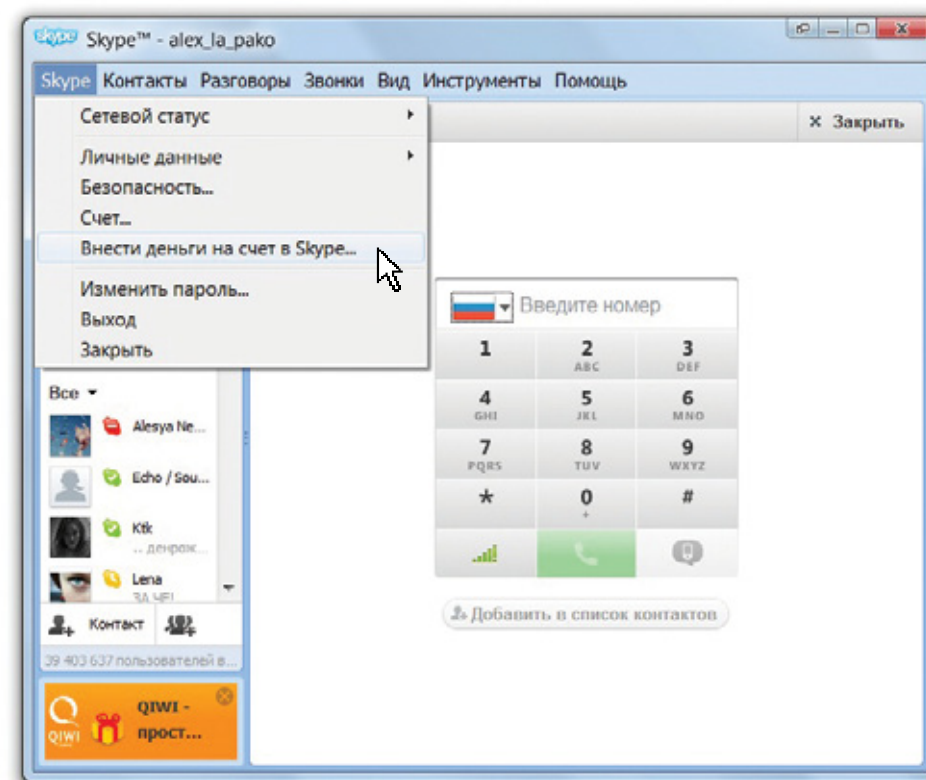 Skype™ - alex_la_pako
Skype Контакты Разговоры Звонки Вид Инструменты Помощь
Сетевой статус
Личные данные
Безопасность...
Счет...
Внести деньги на счет в Skype...
Изменить пароль...
Выход
Закрыть
× Закрыть
Введите номер
1 2 3
ABC DEF
4 5 6
GHI JKL MNO
7 8 9
PQRS TUV WXYZ
* 0 #
+
Добавить в список контактов
Все
Alesya Ne...
Echo / Sou...
Ktk
.. денрож...
Lena
ЗА ЧЕ!
Контакт
39 403 637 пользователей в...
QIWI -
прост...
QIWI